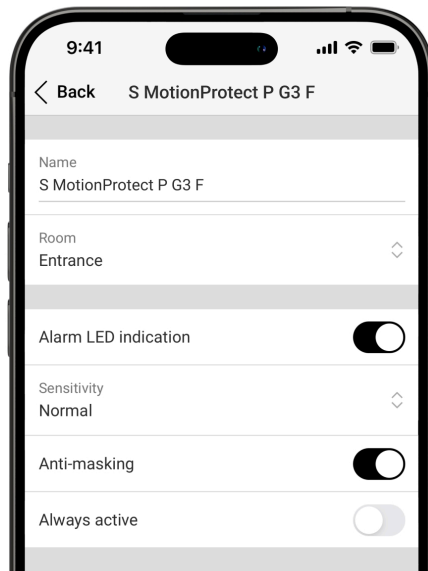 9:41
Back
S MotionProtect P G3 F
Name
S MotionProtect P G3 F
Room
Entrance
Alarm LED indication
Sensitivity
Normal
Anti-masking
Always active